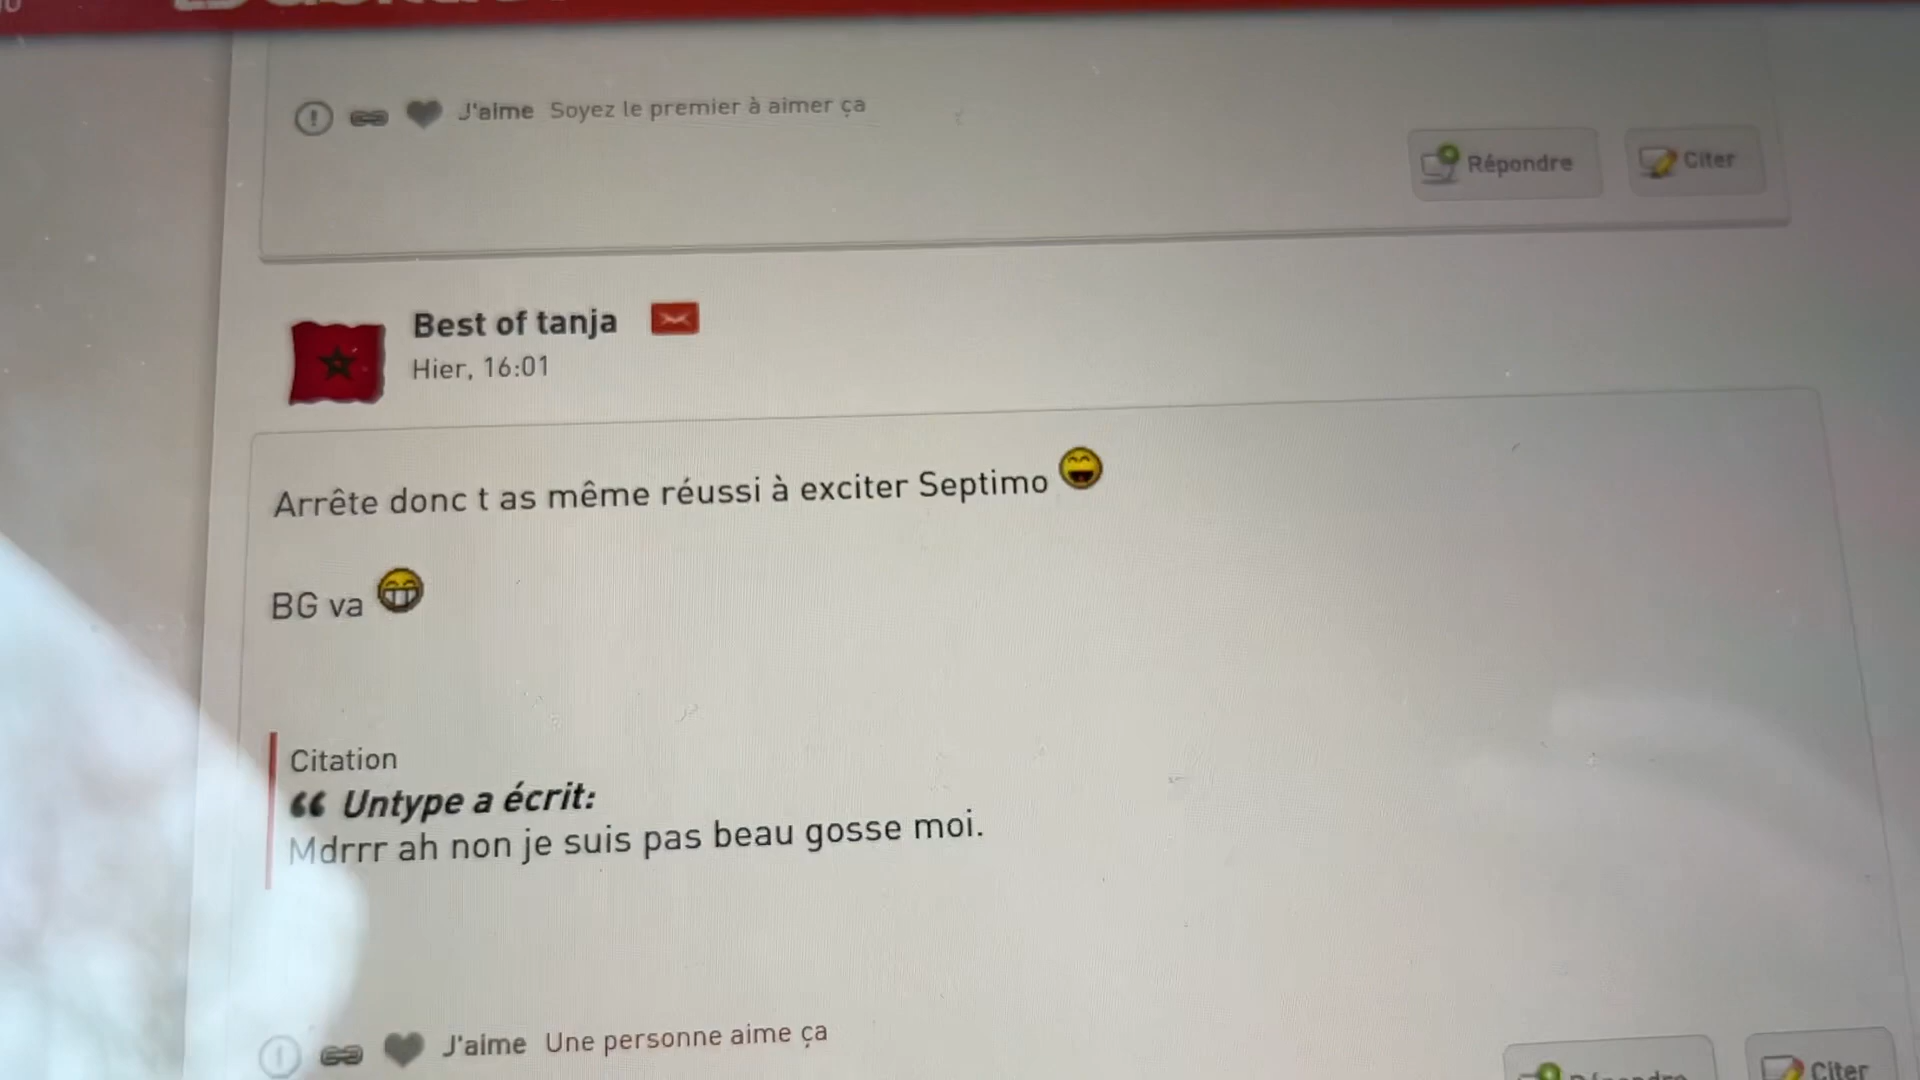 J'aime Soyez le premier à aimer ça
Répondre Citer
Best of tanja
Hier, 16:01
Arrête donc t as même réussi à exciter Septimo
BG va
Citation
Untype a écrit:
Mdrrr ah non je suis pas beau gosse moi.
J'aime Une personne aime ça
Citer